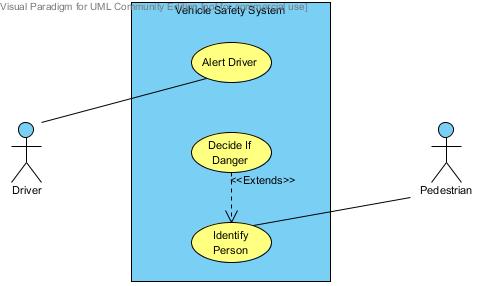 Visual Paradigm for UML Community Edition [not for commercial use]
Vehicle Safety System
Alert Driver
Decide If
Danger
<<Extends>>
Identify
Person
Driver
Pedestrian